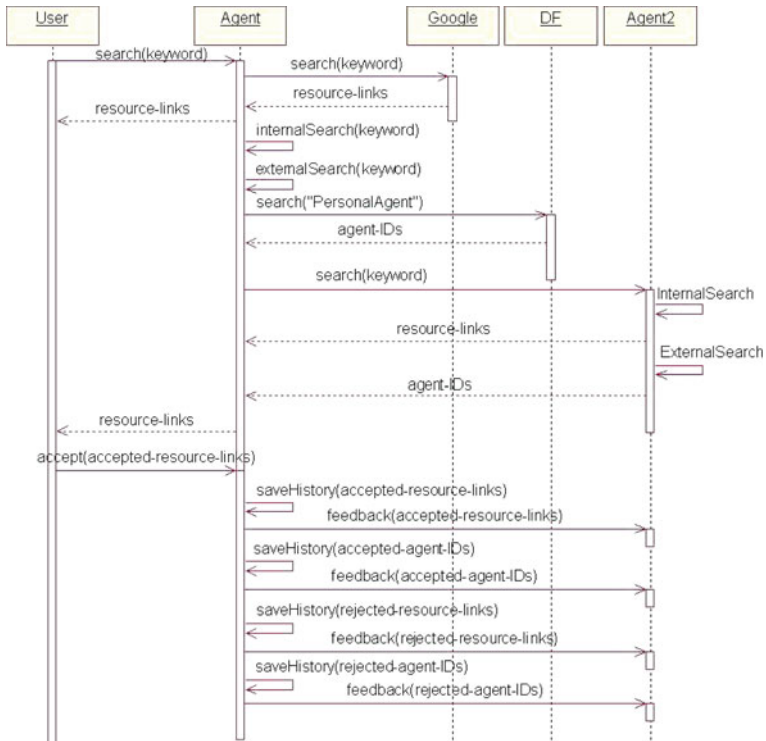 User
Agent
Google
DF
Agent2
search(keyword)
search(keyword)
resource-links
resource-links
internalSearch(keyword)
externalSearch(keyword)
search("PersonalAgent")
agent-IDs
search(keyword)
InternalSearch
resource-links
ExternalSearch
agent-IDs
resource-links
accept(accepted-resource-links)
saveHistory(accepted-resource-links)
feedback(accepted-resource-links)
saveHistory(accepted-agent-IDs)
feedback(accepted-agent-IDs)
saveHistory(rejected-resource-links)
feedback(rejected-resource-links)
saveHistory(rejected-agent-IDs)
feedback(rejected-agent-IDs)